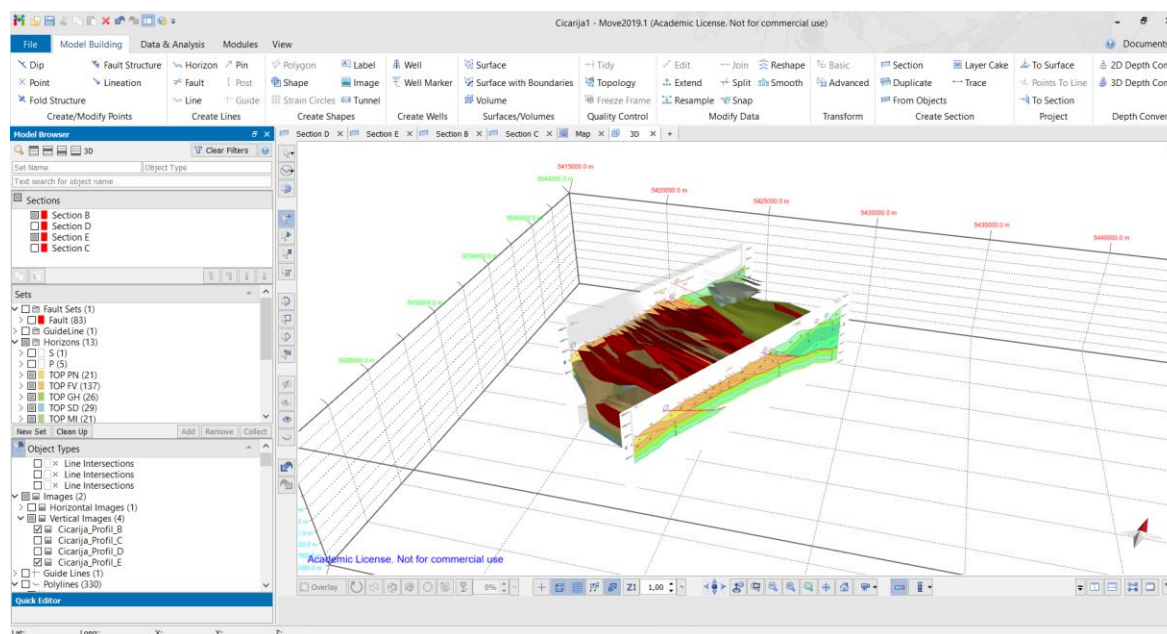 Cicarija1 - Move2019.1 (Academic License. Not for commercial use)
File Model Building Data & Analysis Modules View Documents
Dip Fault Structure Horizon Pin Polygon Label Well Surface Tidy Edit Join Reshape Basic Section Layer Cake To Surface 2D Depth Con
Point Lineation Fault Post Shape Image Well Marker Surface with Boundaries Topology Extend Split Smooth Advanced Duplicate Trace Points To Line 3D Depth Con
Fold Structure Line Guide Strain Circles Tunnel Volume Freeze Frame Resample Snap From Objects To Section
Create/Modify Points Create Lines Create Shapes Create Wells Surfaces/Volumes Quality Control Modify Data Transform Create Section Project Depth Conver
Model Browser
Section D Section E Section B Section C Map 3D
3D Clear Filters
Set Name Object Type
Text search for object name
Sections
Section B
Section D
Section E
Section C
Sets
Fault Sets (1)
Fault (83)
GuideLine (1)
Horizons (13)
S (1)
P (5)
TOP PN (21)
TOP FV (137)
TOP GH (26)
TOP SD (29)
TOP MI (21)
New Set Clean Up Add Remove Collect
Object Types
Line Intersections
Line Intersections
Line Intersections
Images (2)
Horizontal Images (1)
Vertical Images (4)
Cicarija_Profil_B
Cicarija_Profil_C
Cicarija_Profil_D
Cicarija_Profil_E
Guide Lines (1)
Polylines (330)
Quick Editor
5415000.0 m
5420000.0 m
5425000.0 m
5430000.0 m
5435000.0 m
5440000.0 m
Academic License. Not for commercial use
Overlay 0% Z: 1,00
Lat: Long: X: Y: Z: